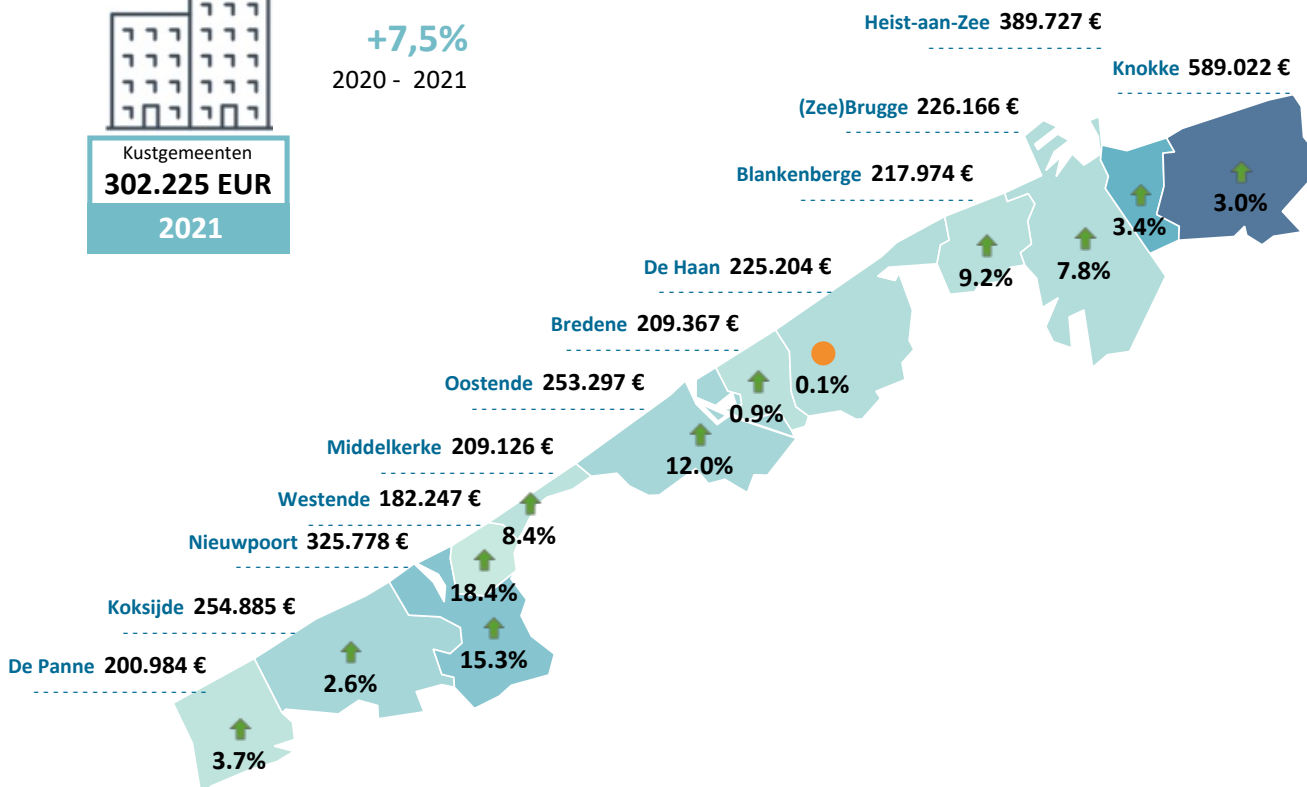 +7,5%
2020 - 2021
Kustgemeenten
302.225 EUR
2021
Heist-aan-Zee 389.727 €
Knokke 589.022 €
(Zee)Brugge 226.166 €
Blankenberge 217.974 €
3.0%
3.4%
7.8%
9.2%
De Haan 225.204 €
Bredene 209.367 €
Oostende 253.297 €
0.1%
0.9%
12.0%
Middelkerke 209.126 €
Westende 182.247 €
Nieuwpoort 325.778 €
8.4%
18.4%
Koksijde 254.885 €
De Panne 200.984 €
15.3%
2.6%
3.7%